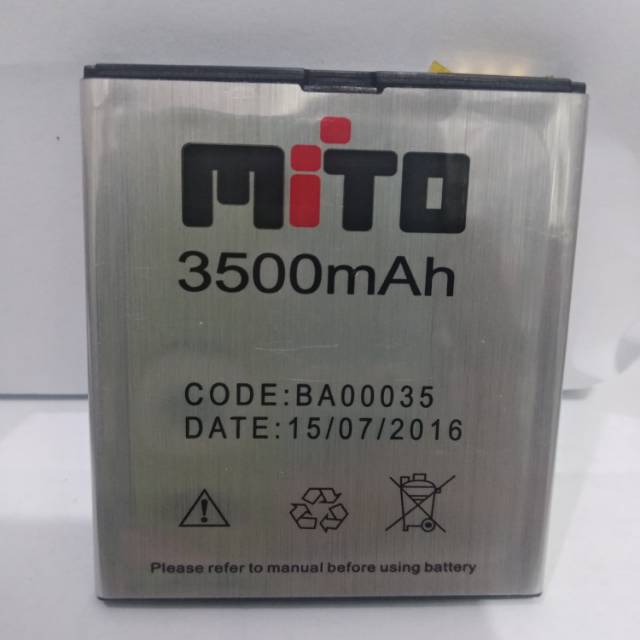 MiTO
3500mAh
CODE:BA00035
DATE:15/07/2016
Please refer to manual before using battery